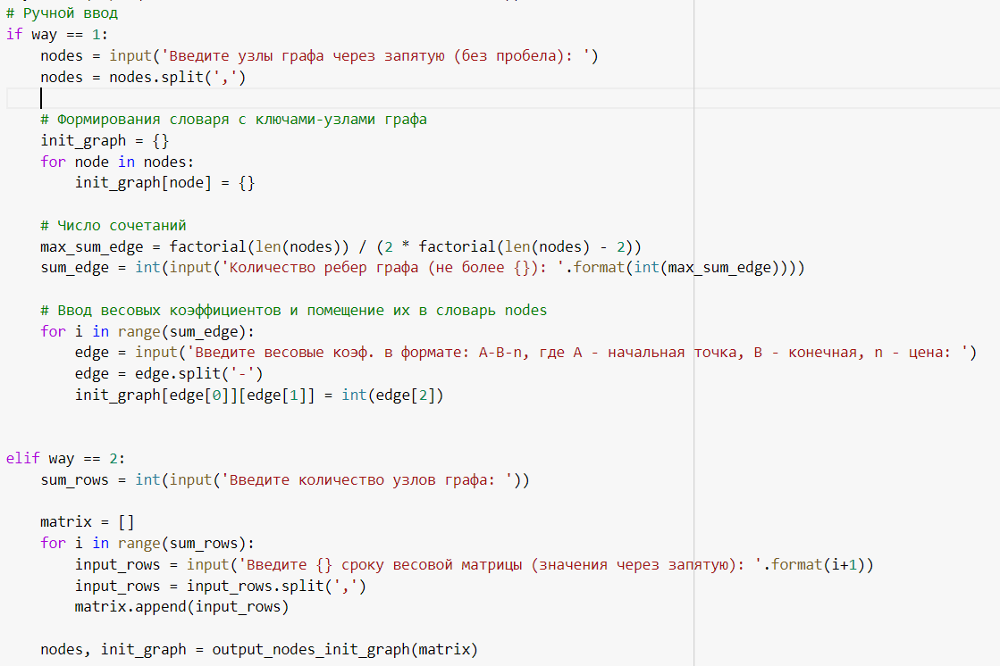 # Ручной ввод
if way == 1:
    nodes = input('Введите узлы графа через запятую (без пробела): ')
    nodes = nodes.split(',')
    # Формирования словаря с ключами-узлами графа
    init_graph = {}
    for node in nodes:
        init_graph[node] = {}
    # Число сочетаний
    max_sum_edge = factorial(len(nodes)) / (2 * factorial(len(nodes) - 2))
    sum_edge = int(input('Количество ребер графа (не более {}): '.format(int(max_sum_edge))))
    # Ввод весовых коэффициентов и помещение их в словарь nodes
    for i in range(sum_edge):
        edge = input('Введите весовые коэф. в формате: A-B-n, где A - начальная точка, B - конечная, n - цена: ')
        edge = edge.split('-')
        init_graph[edge[0]][edge[1]] = int(edge[2])
elif way == 2:
    sum_rows = int(input('Введите количество узлов графа: '))
    matrix = []
    for i in range(sum_rows):
        input_rows = input('Введите {} сроку весовой матрицы (значения через запятую): '.format(i+1))
        input_rows = input_rows.split(',')
        matrix.append(input_rows)
    nodes, init_graph = output_nodes_init_graph(matrix)